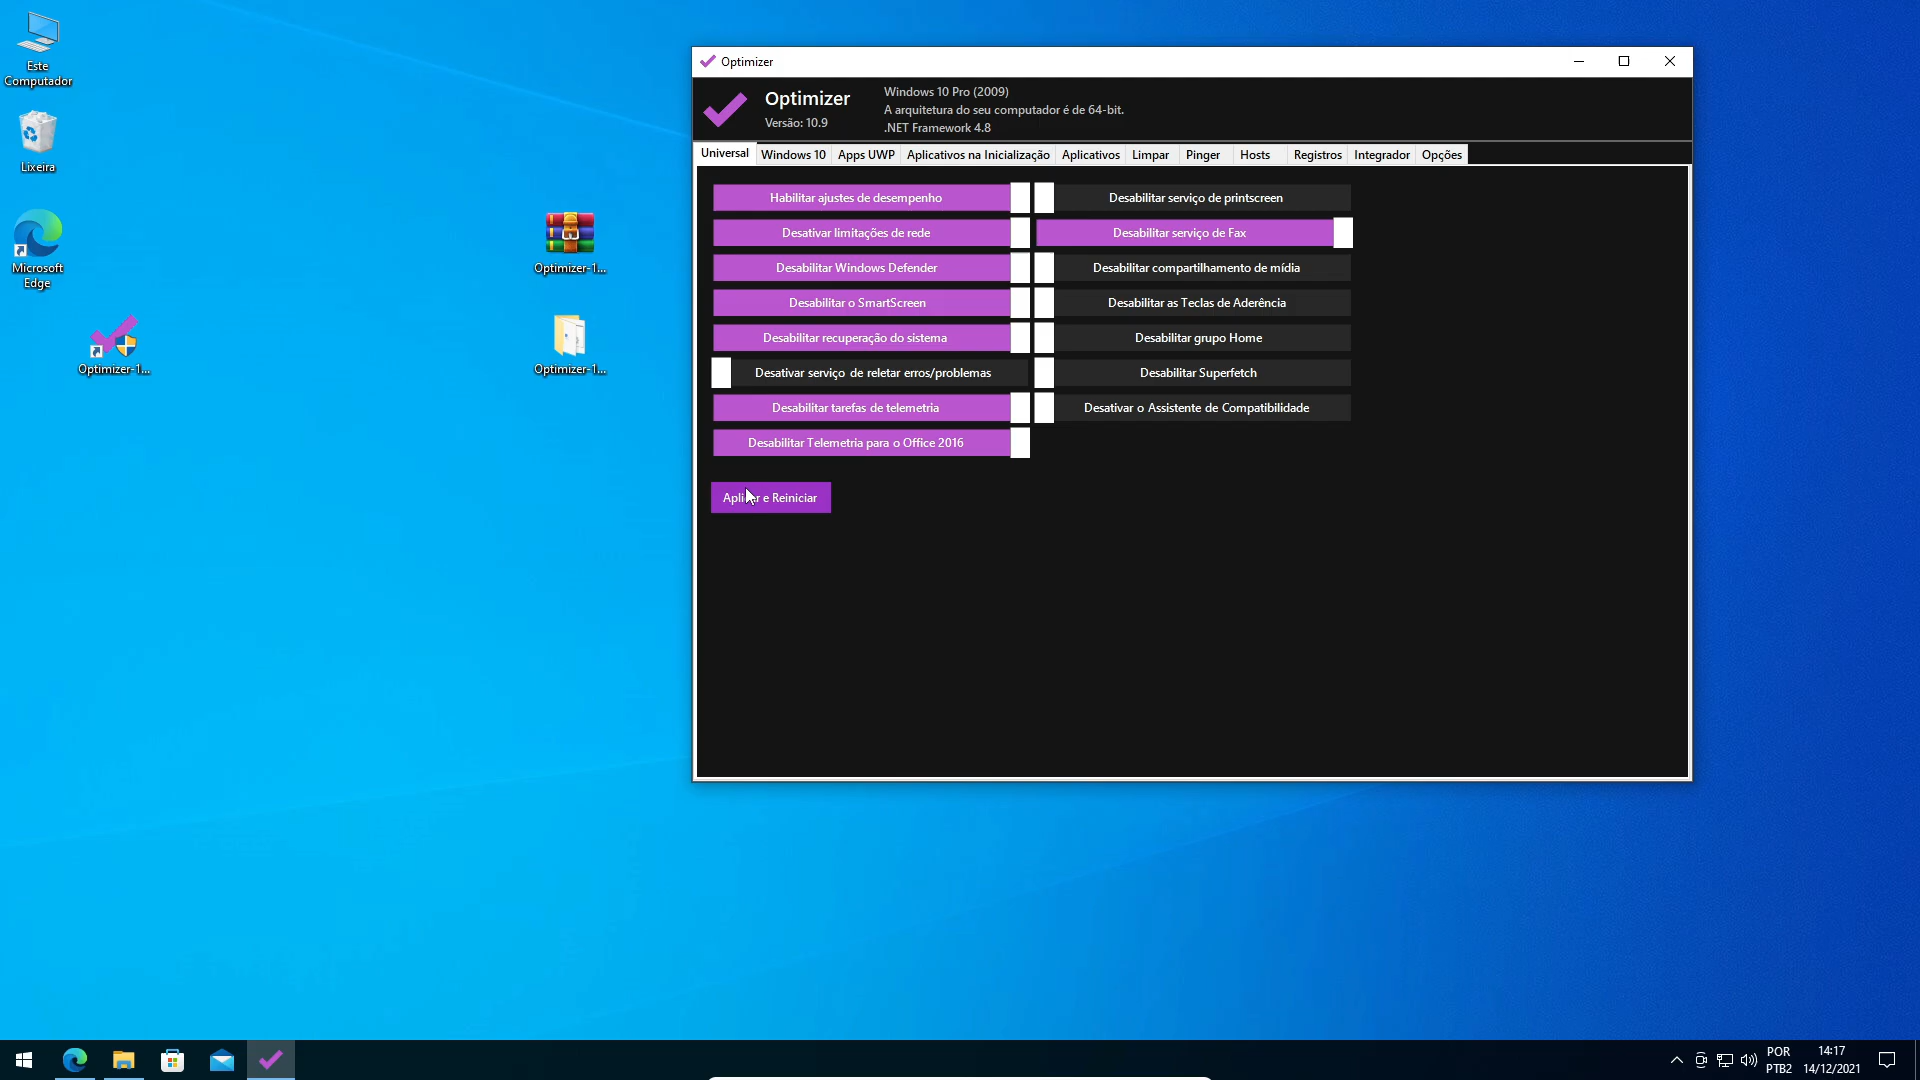 Este
Computador
Lixeira
Microsoft
Edge
Optimizer-1...
Optimizer-1...
Optimizer-1...
Optimizer
Optimizer
Versão: 10.9
Windows 10 Pro (2009)
A arquitetura do seu computador é de 64-bit.
.NET Framework 4.8
Universal
Windows 10
Apps UWP
Aplicativos na Inicialização
Aplicativos
Limpar
Pinger
Hosts
Registros
Integrador
Opções
Habilitar ajustes de desempenho
Desativar limitações de rede
Desabilitar Windows Defender
Desabilitar o SmartScreen
Desabilitar recuperação do sistema
Desativar serviço de reletar erros/problemas
Desabilitar tarefas de telemetria
Desabilitar Telemetria para o Office 2016
Desabilitar serviço de printscreen
Desabilitar serviço de Fax
Desabilitar compartilhamento de mídia
Desabilitar as Teclas de Aderência
Desabilitar grupo Home
Desabilitar Superfetch
Desativar o Assistente de Compatibilidade
Aplicar e Reiniciar
POR
PTB2
14:17
14/12/2021